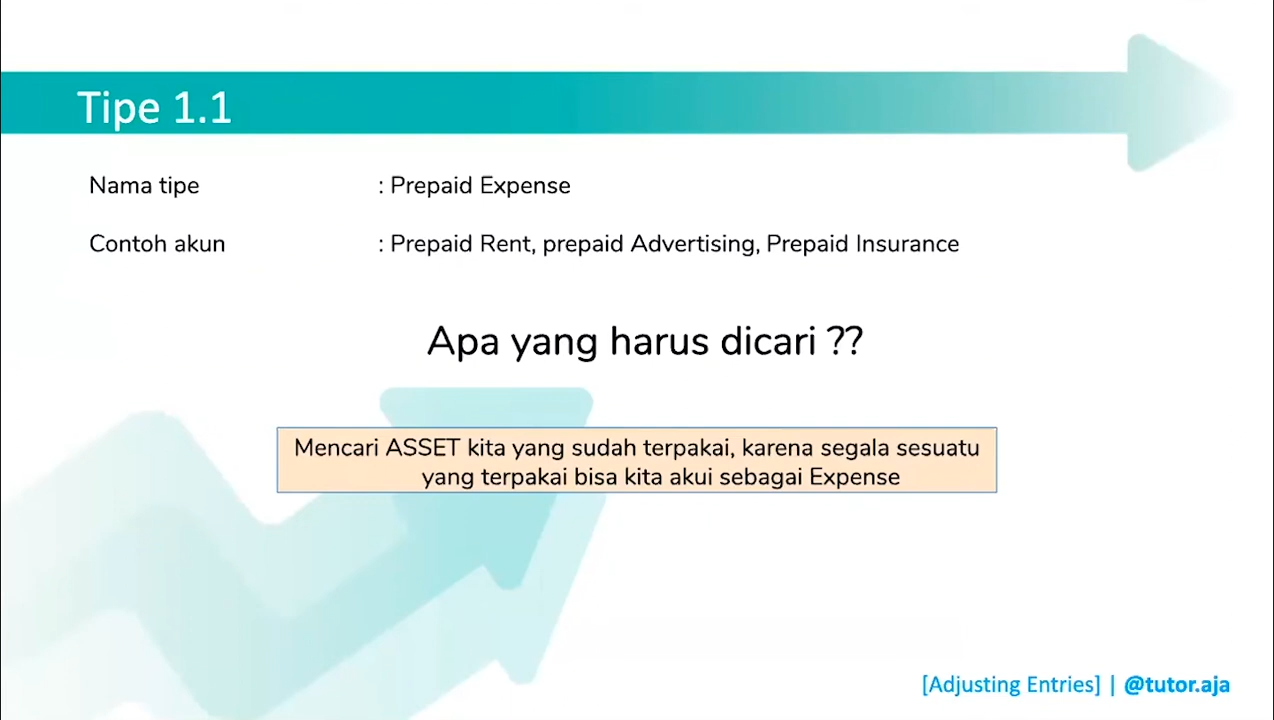 Tipe 1.1
Nama tipe : Prepaid Expense
Contoh akun : Prepaid Rent, prepaid Advertising, Prepaid Insurance
Apa yang harus dicari ??
Mencari ASSET kita yang sudah terpakai, karena segala sesuatu
yang terpakai bisa kita akui sebagai Expense
[Adjusting Entries] | @tutor.aja